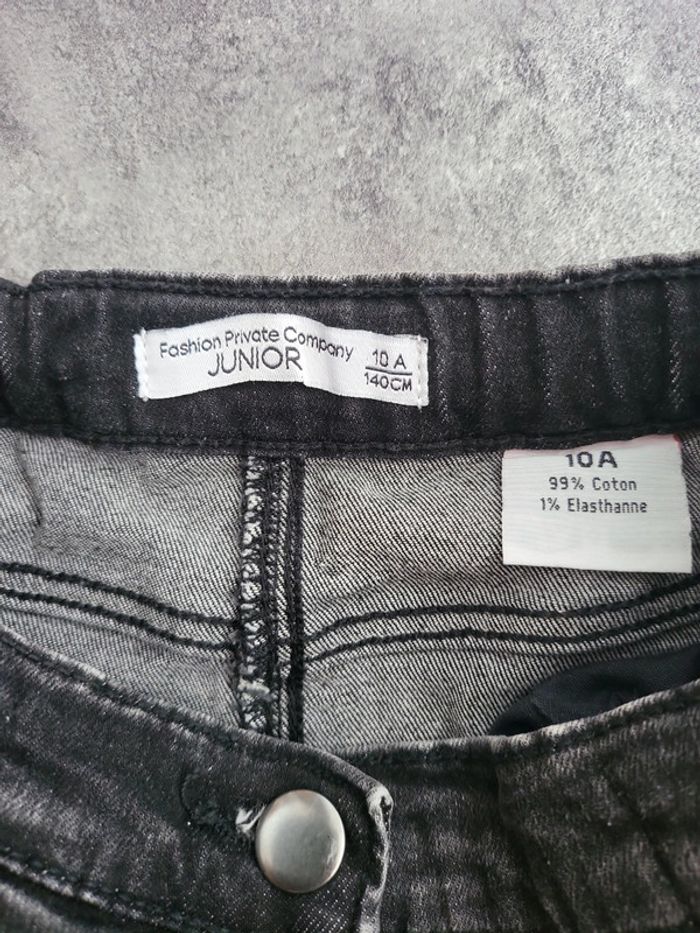 Fashion Private Company
JUNIOR
10 A
140CM
10A
99% Coton
1% Elasthanne